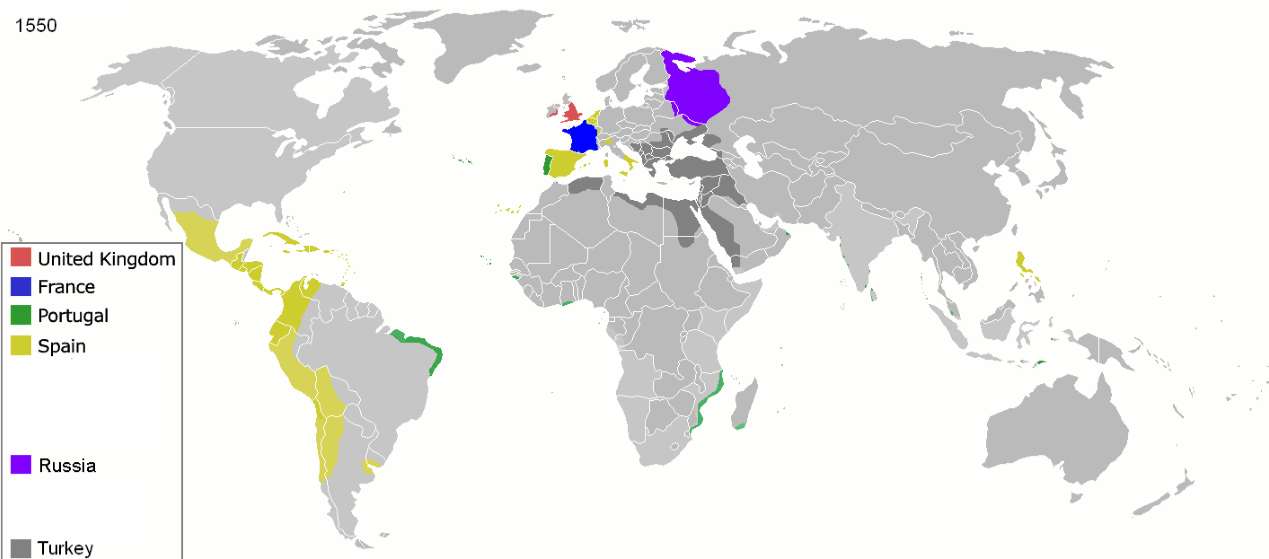 1550
United Kingdom
France
Portugal
Spain
Russia
Turkey